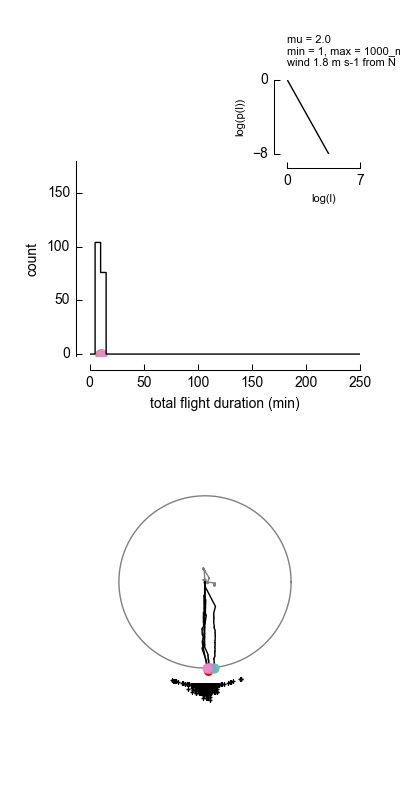 mu = 2.0
min = 1, max = 1000_m
wind 1.8 m s-1 from N
0
log(p(l))
−8
0
7
log(l)
150
100
50
0
count
0
50
100
150
200
250
total flight duration (min)